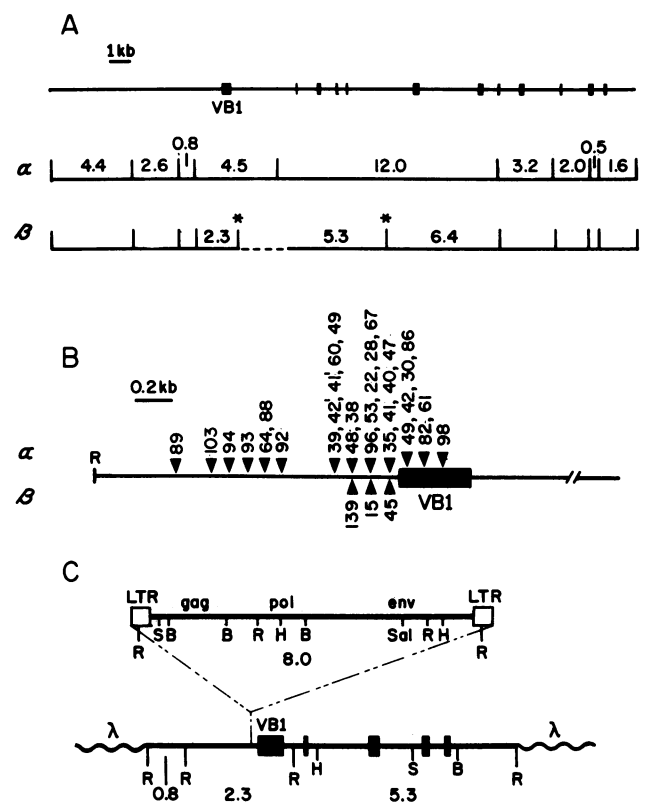 A
1kb
VB1
α 4.4 2.6 0.8 4.5 12.0 3.2 2.0 0.5 1.6
β 2.3 * 5.3 * 6.4
B
0.2kb
α
R 89 103 94 93 64, 88 92 39, 42', 41', 60, 49 48, 38 96, 53, 22, 28, 67 35, 41, 40, 47 49, 42, 30, 86 82, 61 98
β
139 15 45 VB1
C
LTR gag pol env LTR
S B B R H B Sal R H
R 8.0 R
λ VB1 λ
R R R H S B R
0.8 2.3 5.3